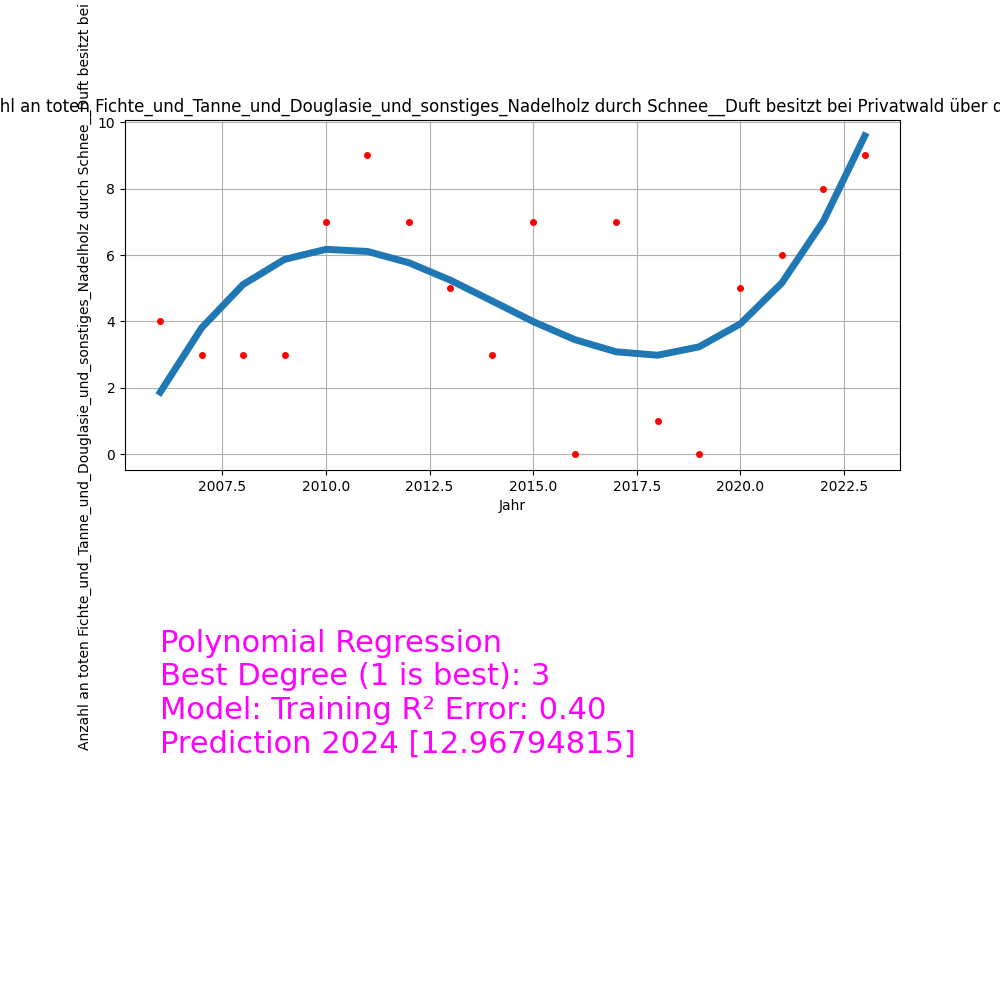 hl an toten Fichte_und_Tanne_und_Douglasie_und_sonstiges_Nadelholz durch Schnee__Duft besitzt bei Privatwald über d
Anzahl an toten Fichte_und_Tanne_und_Douglasie_und_sonstiges_Nadelholz durch Schnee__Duft besitzt bei
10
8
6
4
2
0
2007.5 2010.0 2012.5 2015.0 2017.5 2020.0 2022.5
Jahr
Polynomial Regression
Best Degree (1 is best): 3
Model: Training R² Error: 0.40
Prediction 2024 [12.96794815]